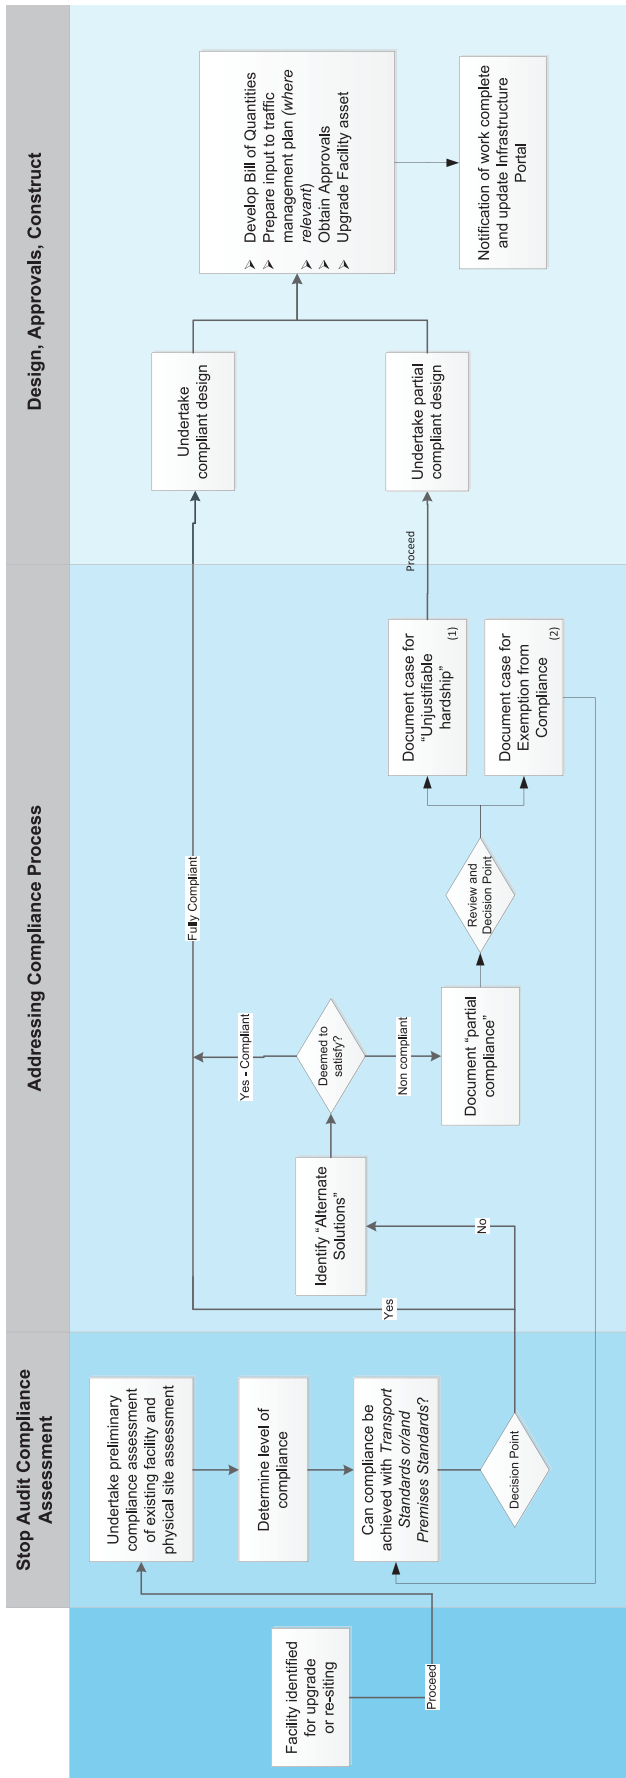 Stop Audit Compliance
Assessment
Addressing Compliance Process
Design, Approvals, Construct
Facility identified
for upgrade
or re-siting
Proceed
Undertake preliminary
compliance assessment
of existing facility and
physical site assessment
Determine level of
compliance
Can compliance be
achieved with Transport
Standards or/and
Premises Standards?
Decision Point
Yes
No
Identify “Alternate
Solutions”
Deemed to
satisfy?
Yes - Compliant
Non compliant
Fully Compliant
Document “partial
compliance”
Review and
Decision Point
Document case for
“Unjustifiable
hardship”
(1)
Document case for
Exemption from
Compliance
(2)
Proceed
Undertake
compliant design
Undertake partial
compliant design
➢ Develop Bill of Quantities
➢ Prepare input to traffic
management plan (where
➢ relevant)
➢ Obtain Approvals
➢ Upgrade Facility asset
Notification of work complete
and update Infrastructure
Portal